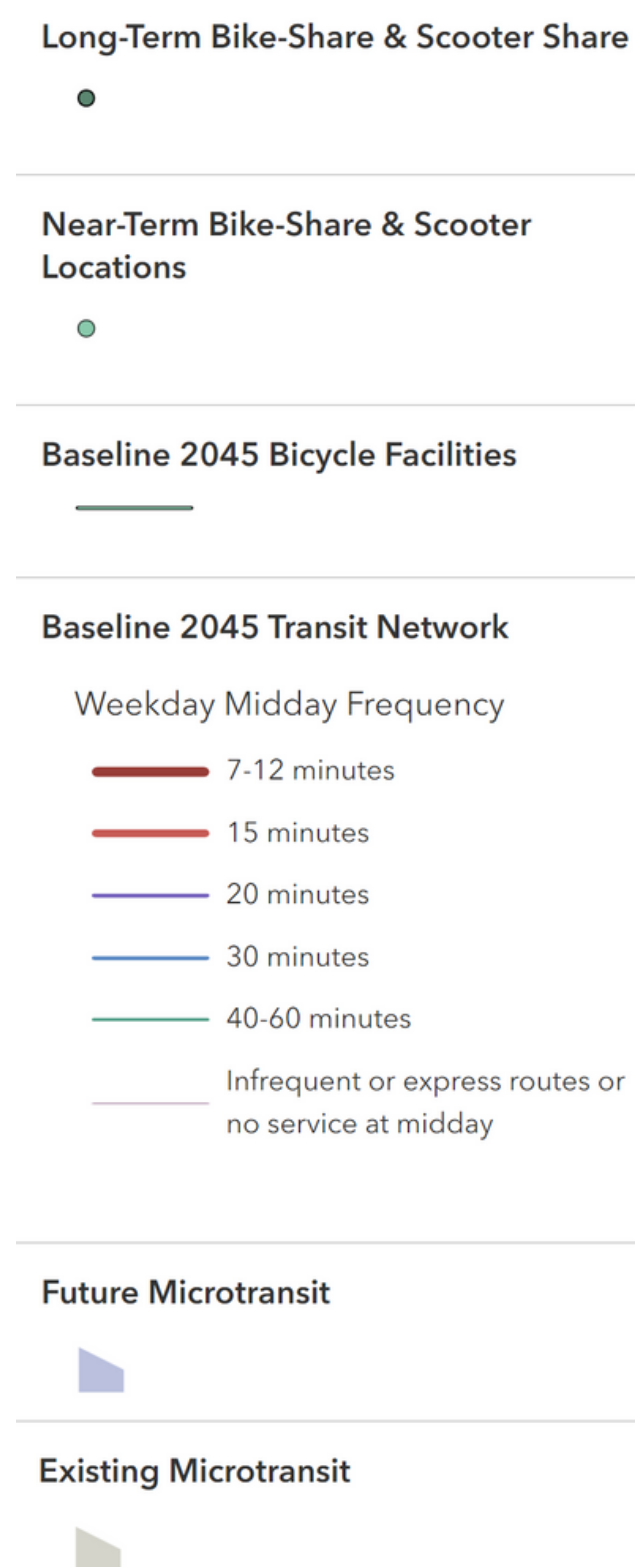 Long-Term Bike-Share & Scooter Share
Near-Term Bike-Share & Scooter
Locations
Baseline 2045 Bicycle Facilities
Baseline 2045 Transit Network
Weekday Midday Frequency
7-12 minutes
15 minutes
20 minutes
30 minutes
40-60 minutes
Infrequent or express routes or
no service at midday
Future Microtransit
Existing Microtransit